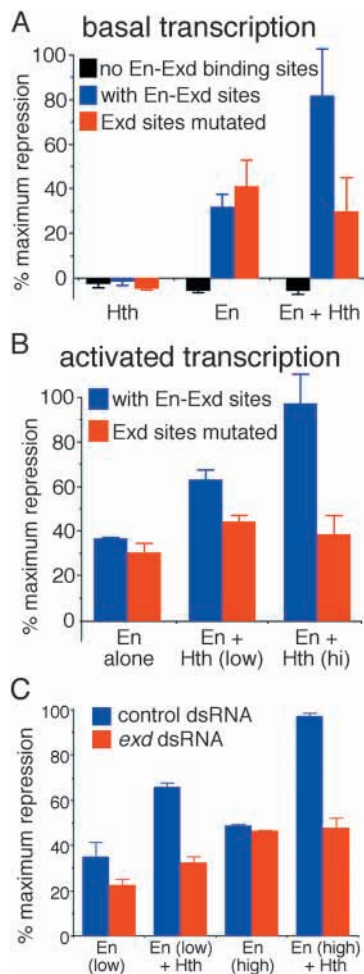 A basal transcription
100
80
60
40
20
0
% maximum repression
no En-Exd binding sites
with En-Exd sites
Exd sites mutated
Hth En En + Hth
B activated transcription
100
80
60
40
20
0
% maximum repression
with En-Exd sites
Exd sites mutated
En alone
En + Hth (low)
En + Hth (hi)
C
100
80
60
40
20
0
% maximum repression
control dsRNA
exd dsRNA
En (low)
En (low) + Hth
En (high)
En (high) + Hth